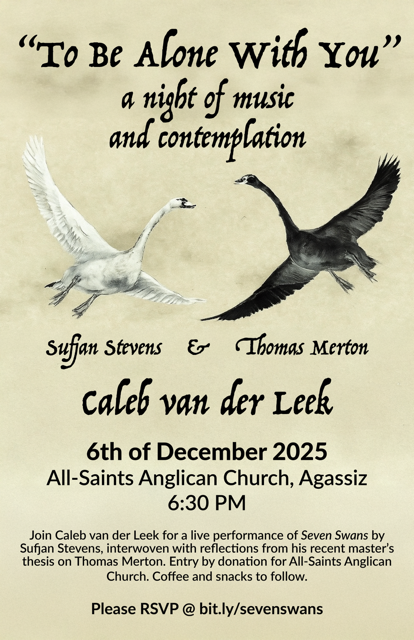 “To Be Alone With You”
a night of music
and contemplation
Sufjan Stevens & Thomas Merton
Caleb van der Leek
6th of December 2025
All-Saints Anglican Church, Agassiz
6:30 PM
Join Caleb van der Leek for a live performance of Seven Swans by
Sufjan Stevens, interwoven with reflections from his recent master’s
thesis on Thomas Merton. Entry by donation for All-Saints Anglican
Church. Coffee and snacks to follow.
Please RSVP @ bit.ly/sevenswans